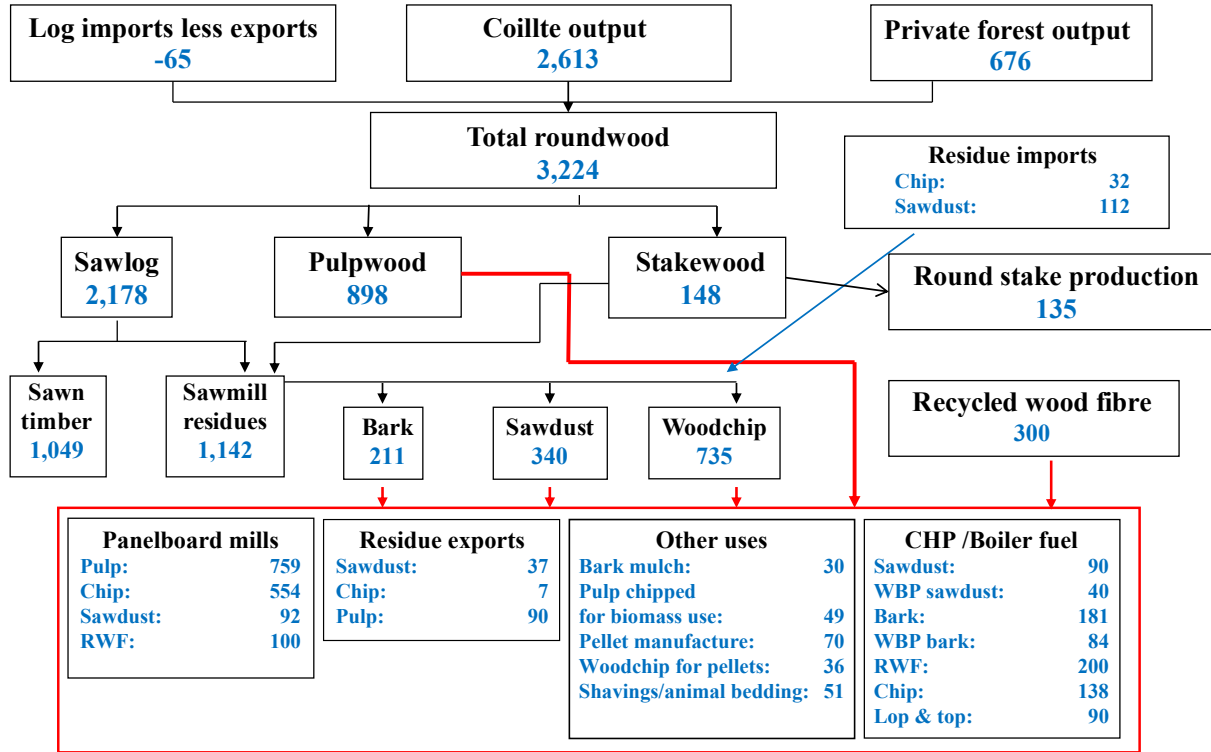 Log imports less exports
-65
Coillte output
2,613
Private forest output
676
Total roundwood
3,224
Residue imports
Chip: 32
Sawdust: 112
Sawlog
2,178
Pulpwood
898
Stakewood
148
Round stake production
135
Sawn
timber
1,049
Sawmill
residues
1,142
Bark
211
Sawdust
340
Woodchip
735
Recycled wood fibre
300
Panelboard mills
Pulp: 759
Chip: 554
Sawdust: 92
RWF: 100
Residue exports
Sawdust: 37
Chip: 7
Pulp: 90
Other uses
Bark mulch: 30
Pulp chipped
for biomass use: 49
Pellet manufacture: 70
Woodchip for pellets: 36
Shavings/animal bedding: 51
CHP /Boiler fuel
Sawdust: 90
WBP sawdust: 40
Bark: 181
WBP bark: 84
RWF: 200
Chip: 138
Lop & top: 90